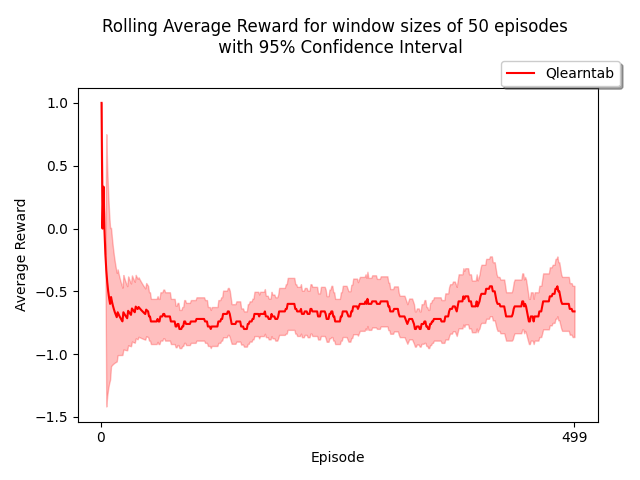 Rolling Average Reward for window sizes of 50 episodes
with 95% Confidence Interval
Qlearntab
1.0
0.5
0.0
−0.5
−1.0
−1.5
Average Reward
0
499
Episode